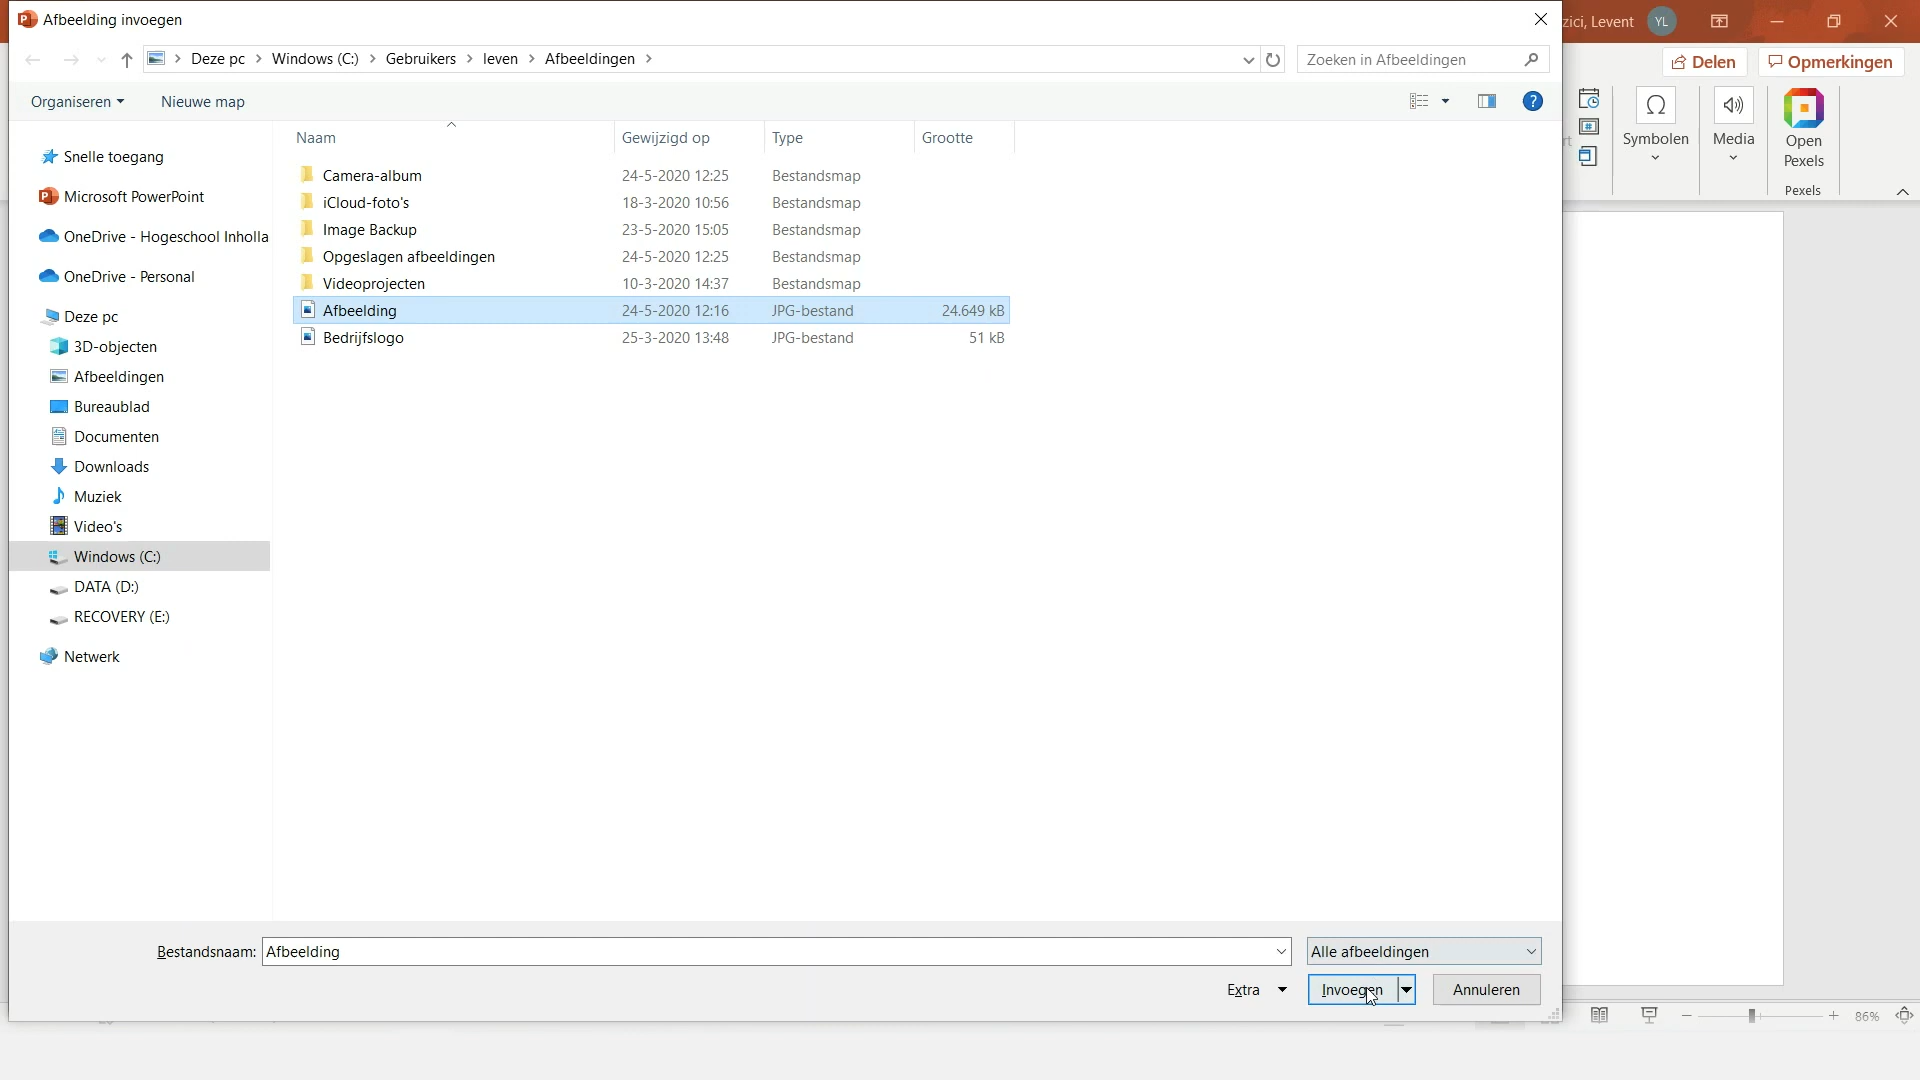 Afbeelding invoegen
zici, Levent YL
Deze pc Windows (C:) Gebruikers leven Afbeeldingen
Zoeken in Afbeeldingen
Delen Opmerkingen
Organiseren Nieuwe map
Symbolen
Media
Open
Pexels
Pexels
Naam Gewijzigd op Type Grootte
Camera-album 24-5-2020 12:25 Bestandsmap
iCloud-foto's 18-3-2020 10:56 Bestandsmap
Image Backup 23-5-2020 15:05 Bestandsmap
Opgeslagen afbeeldingen 24-5-2020 12:25 Bestandsmap
Videoprojecten 10-3-2020 14:37 Bestandsmap
Afbeelding 24-5-2020 12:16 JPG-bestand 24.649 kB
Bedrijfslogo 25-3-2020 13:48 JPG-bestand 51 kB
Snelle toegang
Microsoft PowerPoint
OneDrive - Hogeschool Inholla
OneDrive - Personal
Deze pc
3D-objecten
Afbeeldingen
Bureaublad
Documenten
Downloads
Muziek
Video's
Windows (C:)
DATA (D:)
RECOVERY (E:)
Netwerk
Bestandsnaam: Afbeelding
Alle afbeeldingen
Extra Invoegen Annuleren
86%